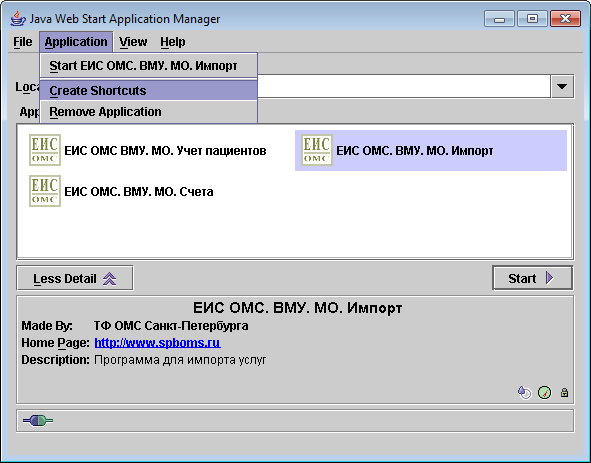 Java Web Start Application Manager
File Application View Help
Start ЕИС ОМС. ВМУ. МО. Импорт
Loca
Create Shortcuts
App
Remove Application
ЕИС ОМС ЕИС ОМС ВМУ. МО. Учет пациентов
ЕИС ОМС ЕИС ОМС. ВМУ. МО. Импорт
ЕИС ОМС ЕИС ОМС. ВМУ. МО. Счета
Less Detail
Start
ЕИС ОМС. ВМУ. МО. Импорт
Made By: ТФ ОМС Санкт-Петербурга
Home Page: http://www.spboms.ru
Description: Программа для импорта услуг